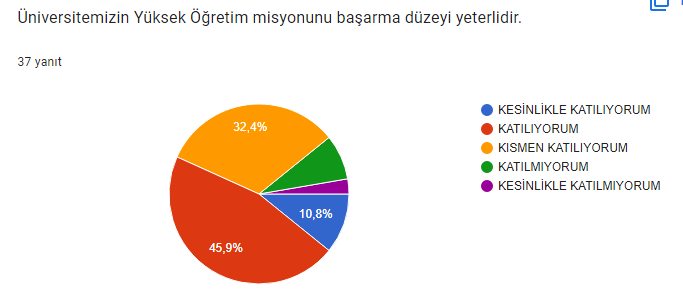 Üniversitemizin Yüksek Öğretim misyonunu başarma düzeyi yeterlidir.
37 yanıt
32,4%
10,8%
45,9%
KESİNLİKLE KATILIYORUM
KATILIYORUM
KISMEN KATILIYORUM
KATILMIYORUM
KESİNLİKLE KATILMIYORUM